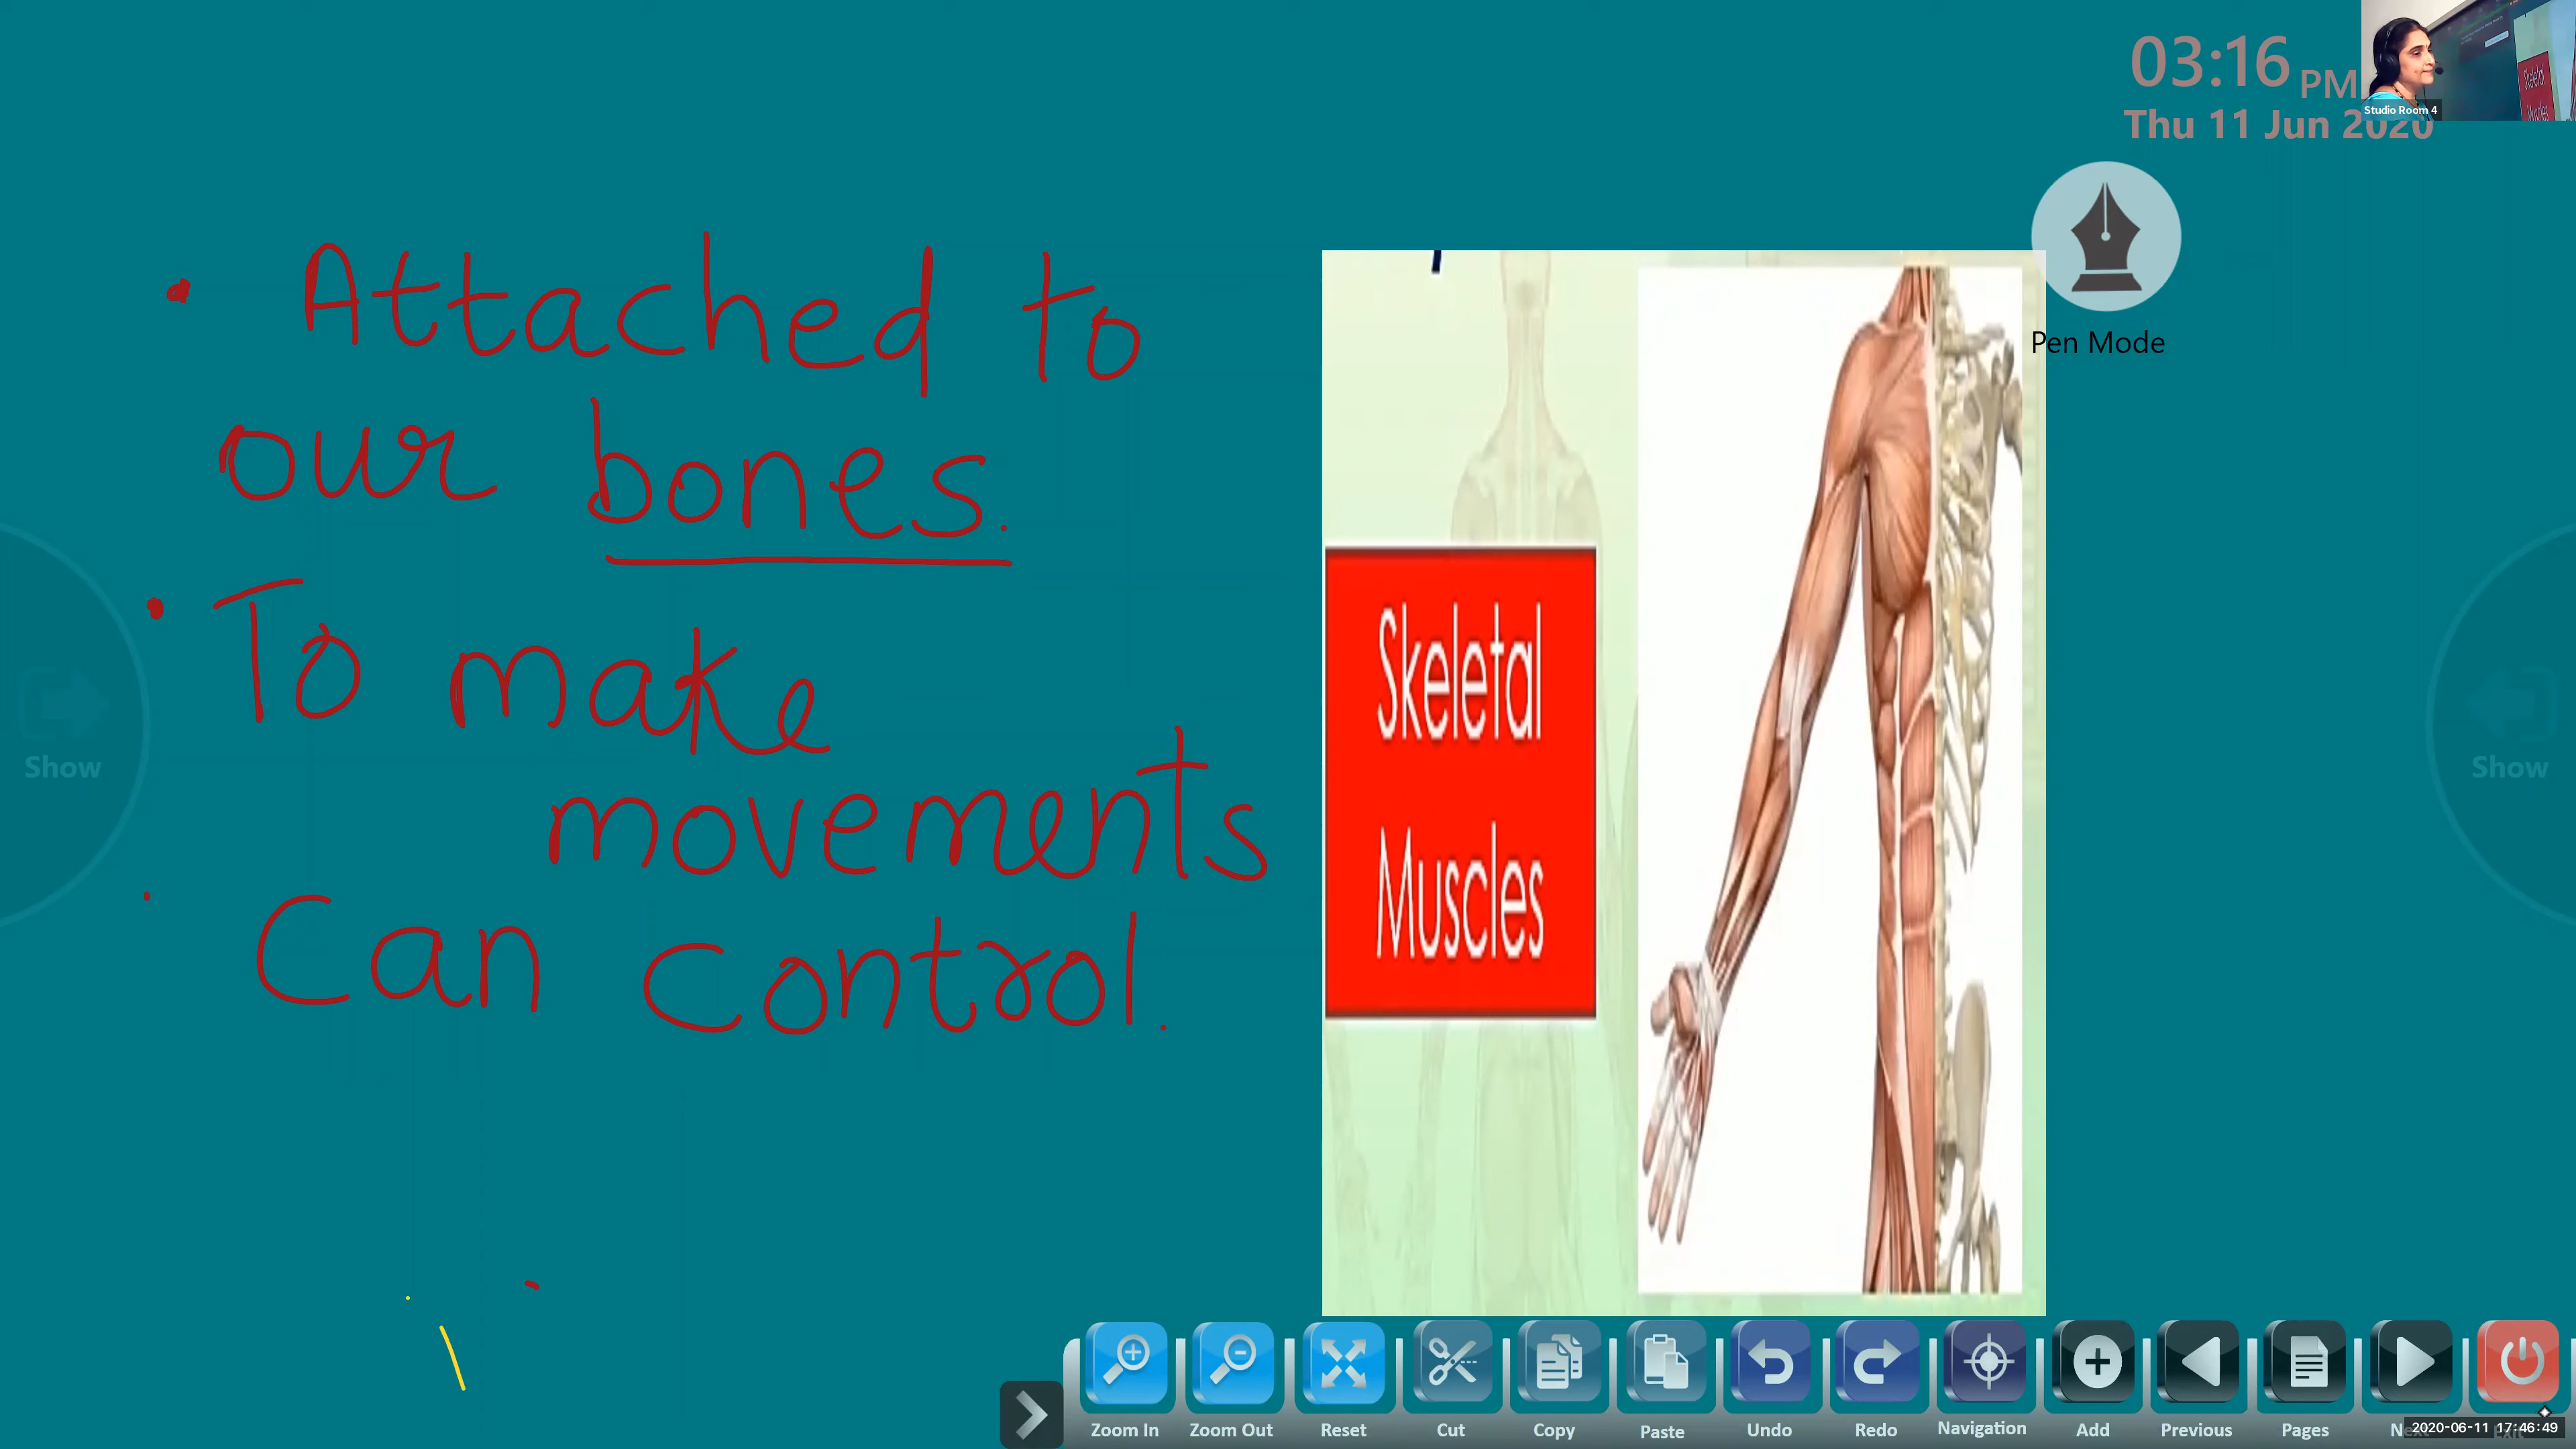 03:16 PM
Thu 11 Jun 2020
Studio Room 4
Skeletal
Muscles
Pen Mode
• Attached to
our bones.
• To make
movements
• Can control.
Skeletal
Muscles
Show
Show
Zoom In
Zoom Out
Reset
Cut
Copy
Paste
Undo
Redo
Navigation
Add
Previous
Pages
2020-06-11 17:46:49